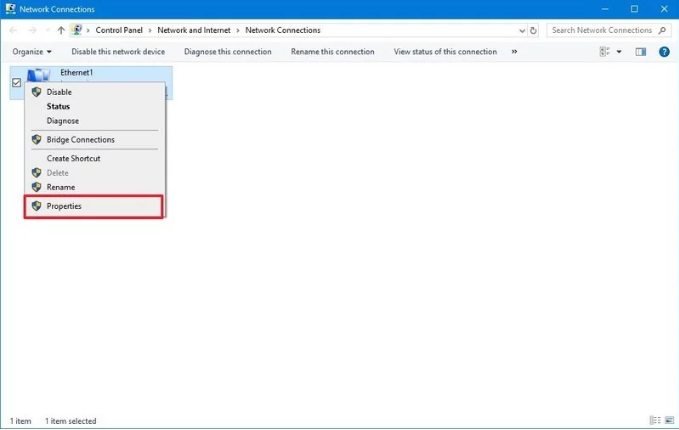 Network Connections
Control Panel > Network and Internet > Network Connections
Search Network Connections
Organize Disable this network device Diagnose this connection Rename this connection View status of this connection »
Ethernet1
Disable
Status
Diagnose
Bridge Connections
Create Shortcut
Delete
Rename
Properties
1 item 1 item selected